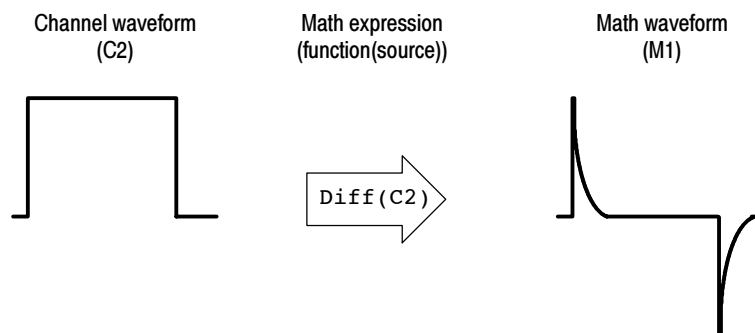 Channel waveform
(C2)
Math expression
(function(source))
Math waveform
(M1)
Diff(C2)